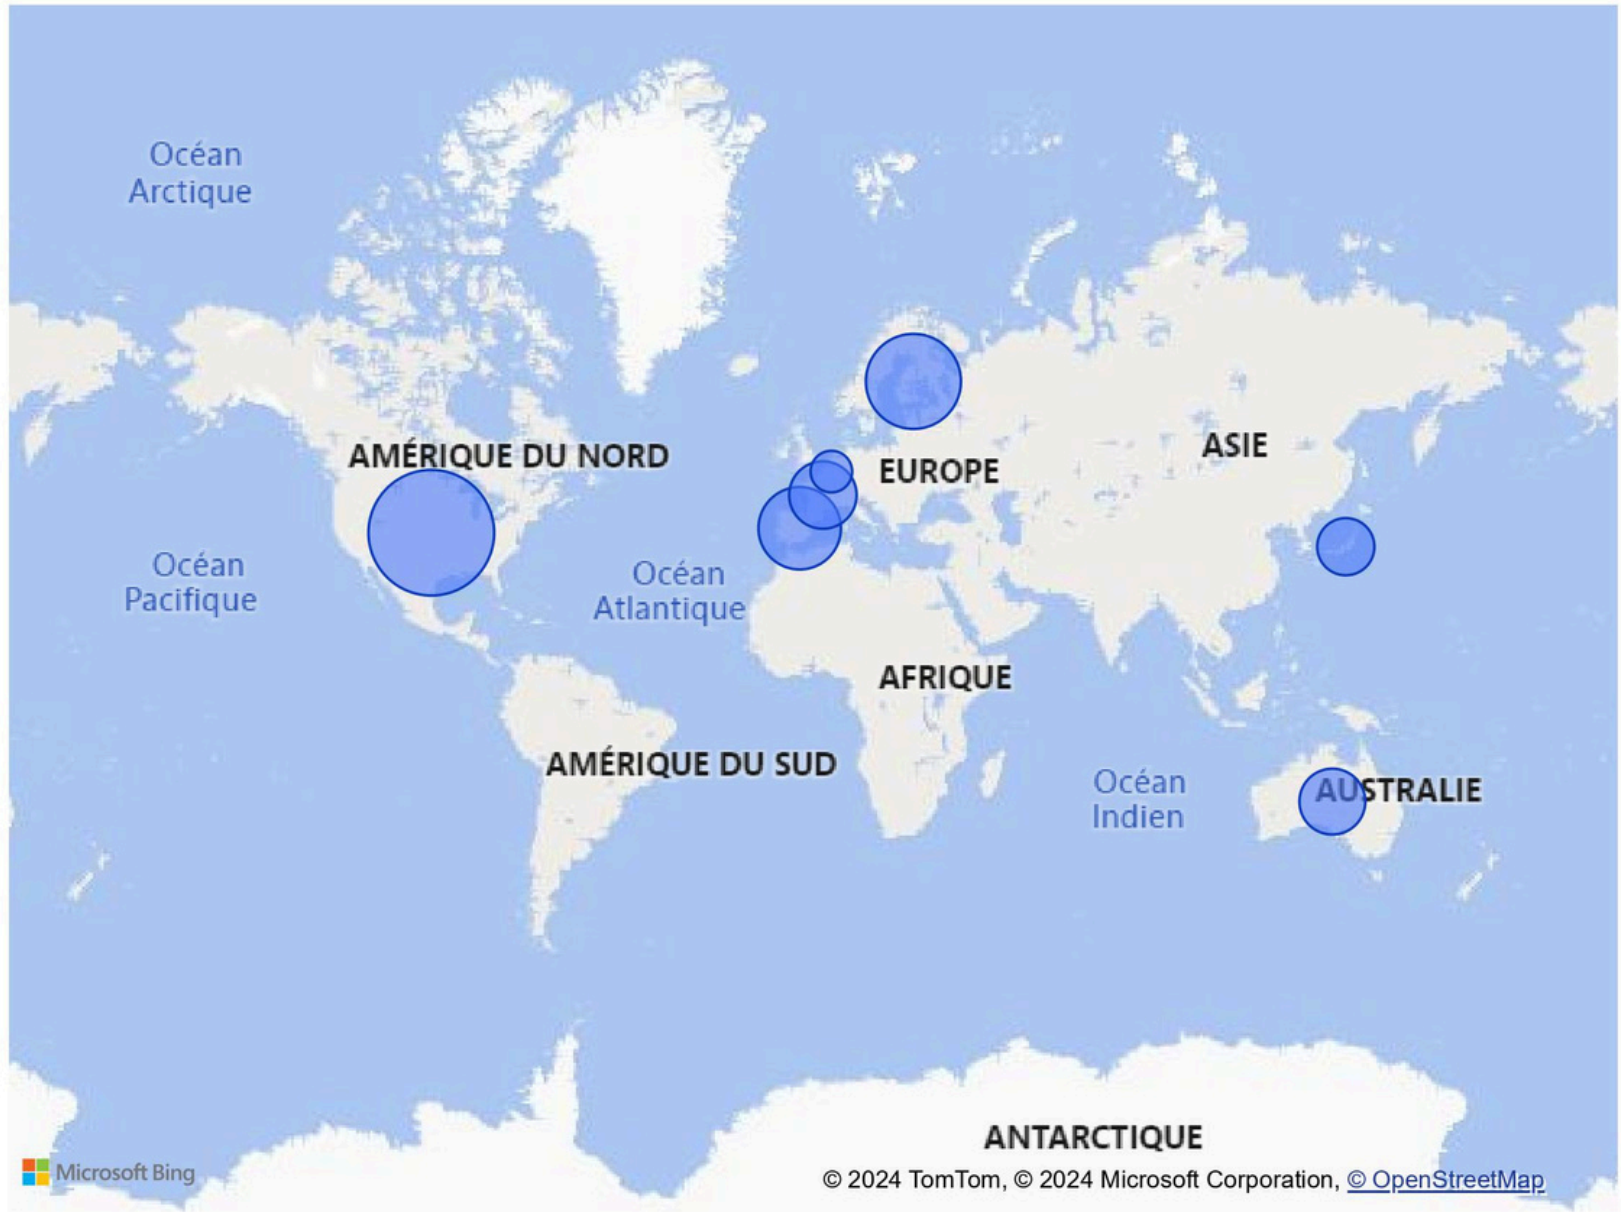 Océan
Arctique
AMÉRIQUE DU NORD
EUROPE
ASIE
Océan
Pacifique
Océan
Atlantique
AFRIQUE
AMÉRIQUE DU SUD
Océan
Indien
AUSTRALIE
ANTARCTIQUE
Microsoft Bing
© 2024 TomTom, © 2024 Microsoft Corporation, © OpenStreetMap